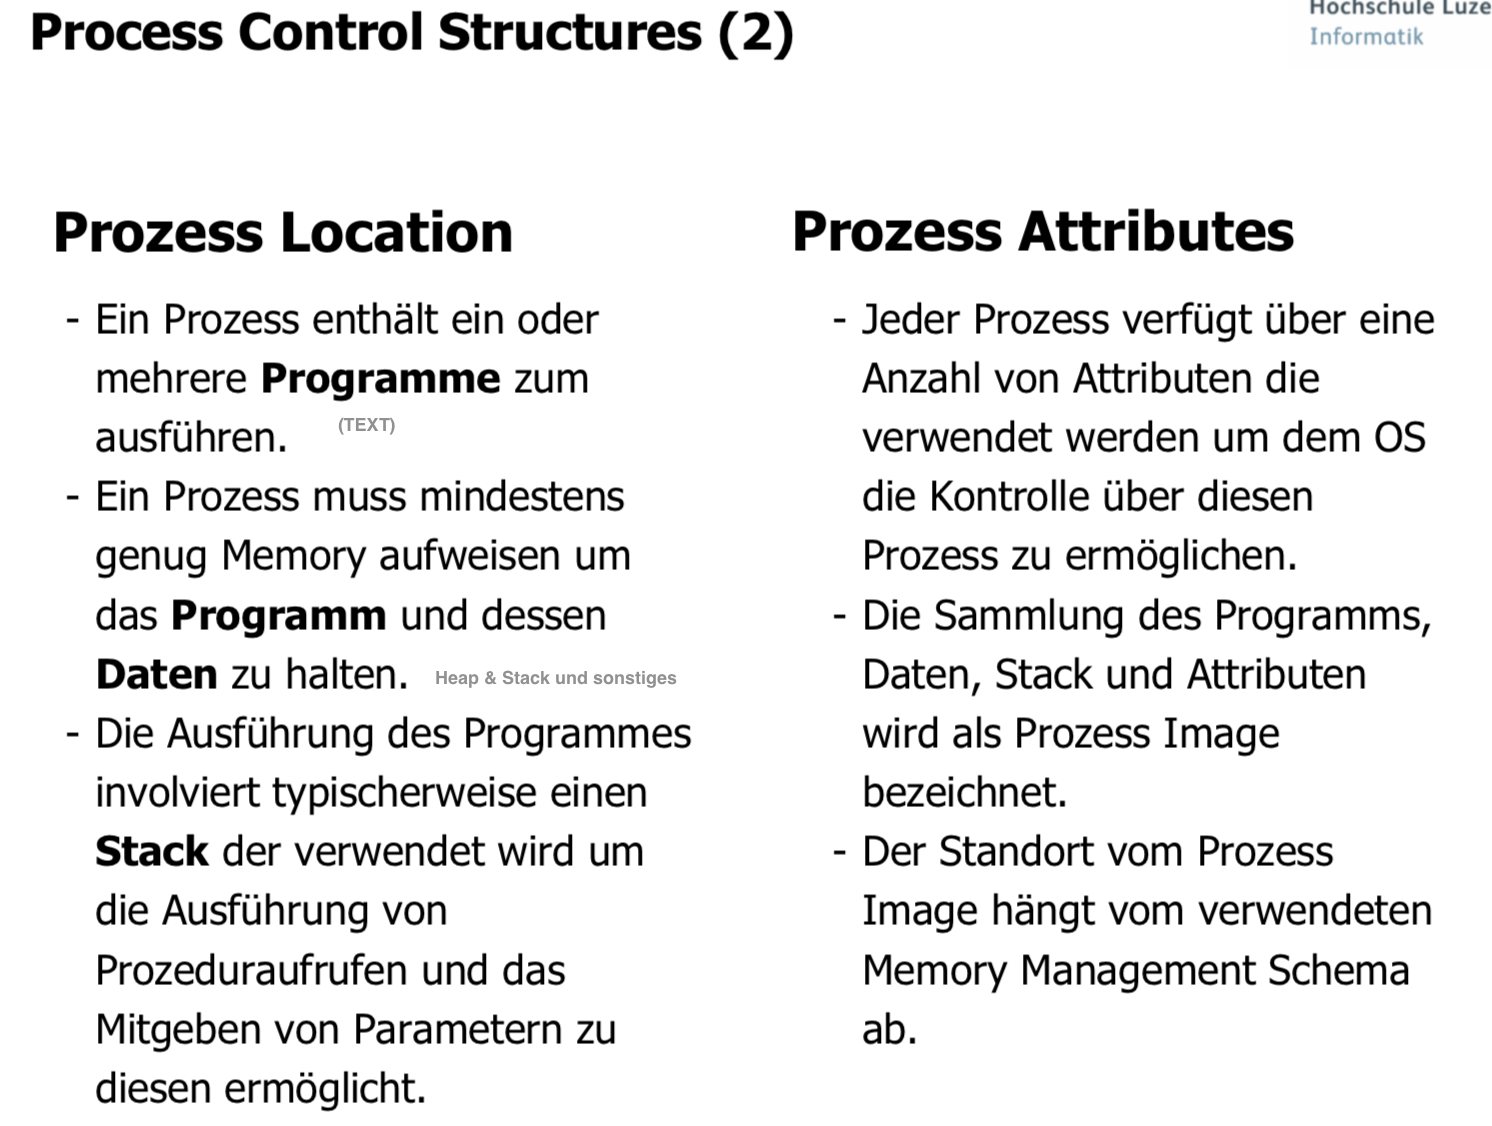 Process Control Structures (2)
Hochschule Luze
Informatik
Prozess Location
- Ein Prozess enthält ein oder
mehrere Programme zum
ausführen.
(TEXT)
- Ein Prozess muss mindestens
genug Memory aufweisen um
das Programm und dessen
Daten zu halten.
Heap & Stack und sonstiges
- Die Ausführung des Programmes
involviert typischerweise einen
Stack der verwendet wird um
die Ausführung von
Prozeduraufrufen und das
Mitgeben von Parametern zu
diesen ermöglicht.
Prozess Attributes
- Jeder Prozess verfügt über eine
Anzahl von Attributen die
verwendet werden um dem OS
die Kontrolle über diesen
Prozess zu ermöglichen.
- Die Sammlung des Programms,
Daten, Stack und Attributen
wird als Prozess Image
bezeichnet.
- Der Standort vom Prozess
Image hängt vom verwendeten
Memory Management Schema
ab.